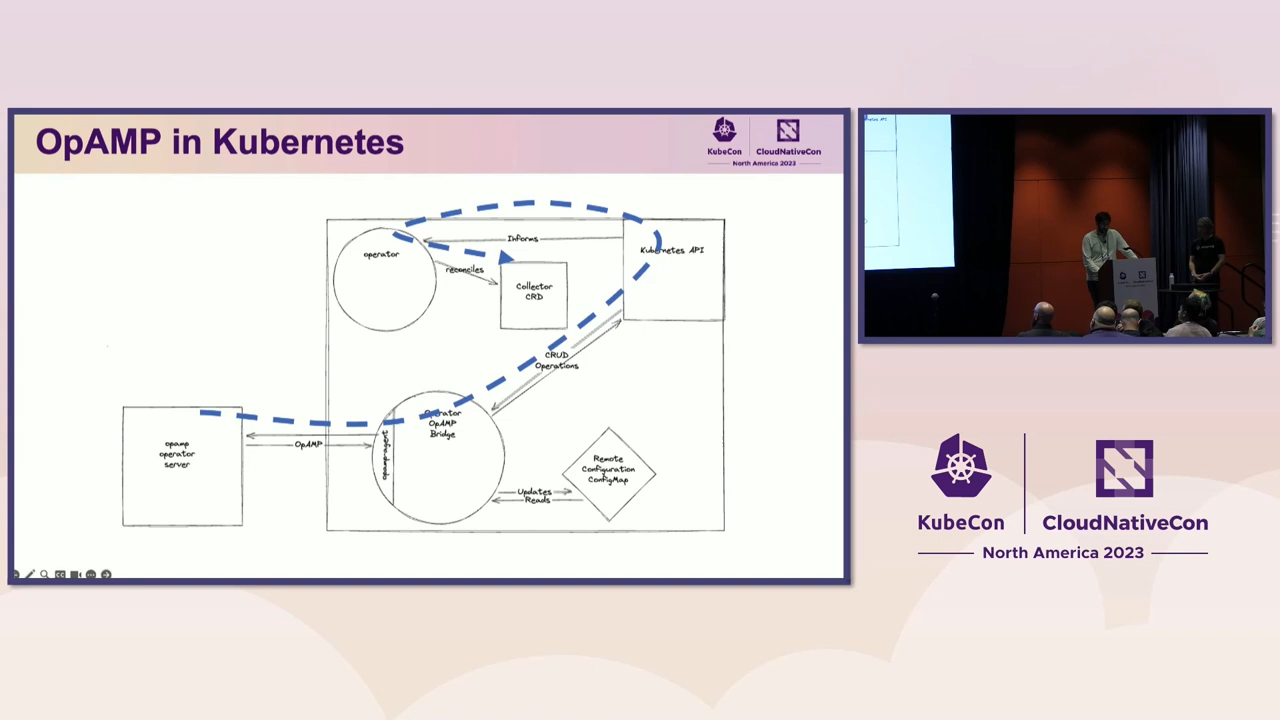 OpAMP in Kubernetes
KubeCon
CloudNativeCon
North America 2023
operator
Informs
Kubernetes API
reconciles
Collector
CRD
CRUD
Operations
Operator
OpAMP
Bridge
opamp-agent
opamp
operator
server
OpAMP
Remote
Configuration
ConfigMap
Updates
Reads
KubeCon
CloudNativeCon
North America 2023